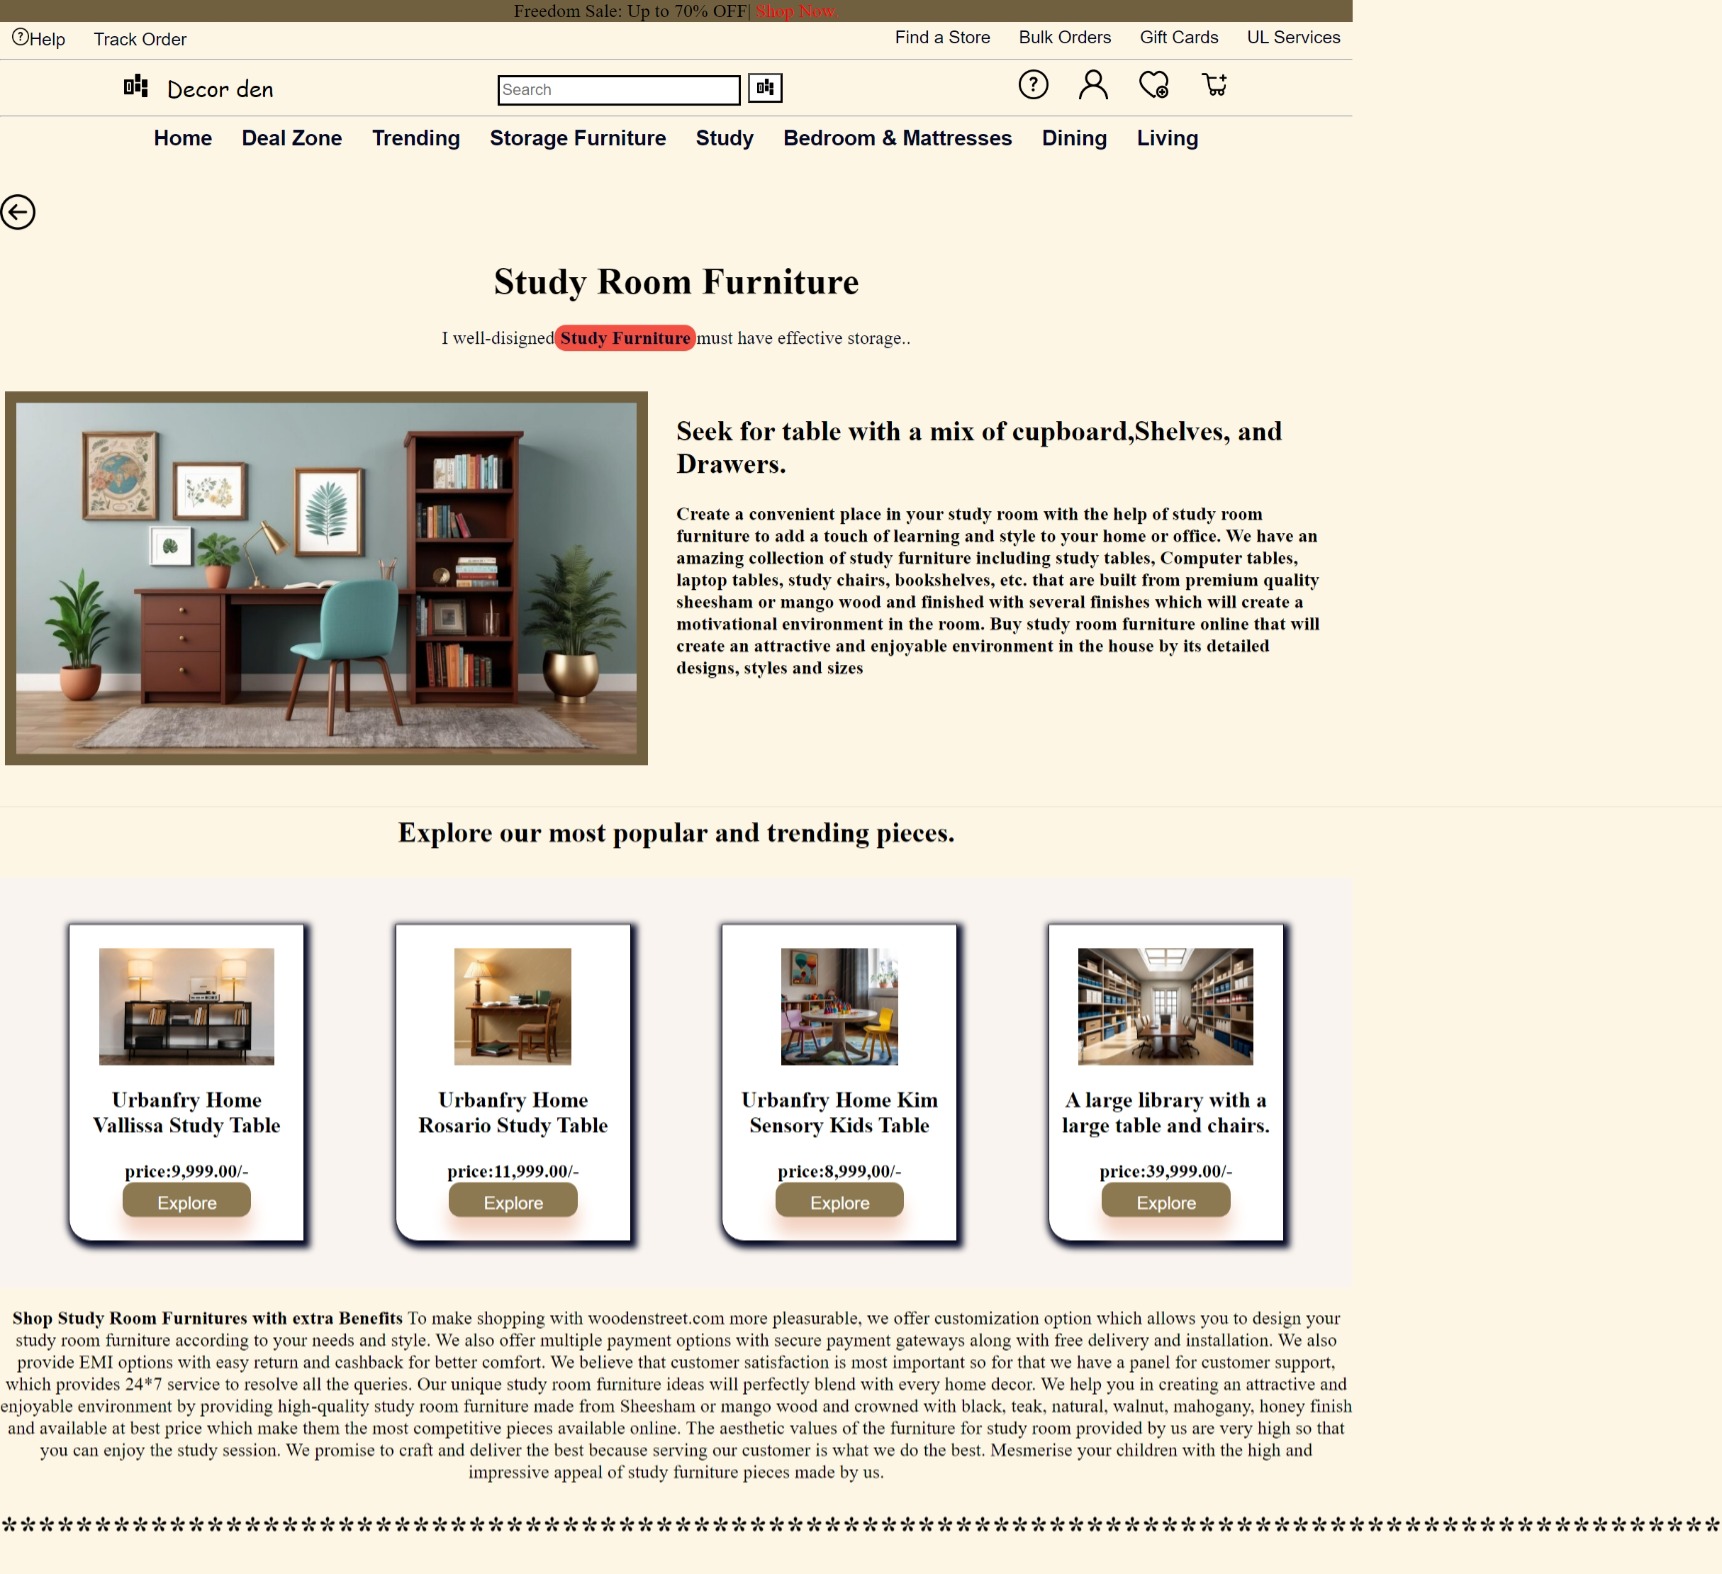 Freedom Sale: Up to 70% OFF| Shop Now
Help Track Order Find a Store Bulk Orders Gift Cards UL Services
Decor den Search
Home Deal Zone Trending Storage Furniture Study Bedroom & Mattresses Dining Living
Study Room Furniture
I well-disigned Study Furniture must have effective storage..
Seek for table with a mix of cupboard,Shelves, and
Drawers.
Create a convenient place in your study room with the help of study room
furniture to add a touch of learning and style to your home or office. We have an
amazing collection of study furniture including study tables, Computer tables,
laptop tables, study chairs, bookshelves, etc. that are built from premium quality
sheesham or mango wood and finished with several finishes which will create a
motivational environment in the room. Buy study room furniture online that will
create an attractive and enjoyable environment in the house by its detailed
designs, styles and sizes
Explore our most popular and trending pieces.
Urbanfry Home
Vallissa Study Table
price:9,999.00/-
Explore
Urbanfry Home
Rosario Study Table
price:11,999.00/-
Explore
Urbanfry Home Kim
Sensory Kids Table
price:8,999,00/-
Explore
A large library with a
large table and chairs.
price:39,999.00/-
Explore
Shop Study Room Furnitures with extra Benefits To make shopping with woodenstreet.com more pleasurable, we offer customization option which allows you to design your
study room furniture according to your needs and style. We also offer multiple payment options with secure payment gateways along with free delivery and installation. We also
provide EMI options with easy return and cashback for better comfort. We believe that customer satisfaction is most important so for that we have a panel for customer support,
which provides 24*7 service to resolve all the queries. Our unique study room furniture ideas will perfectly blend with every home decor. We help you in creating an attractive and
enjoyable environment by providing high-quality study room furniture made from Sheesham or mango wood and crowned with black, teak, natural, walnut, mahogany, honey finish
and available at best price which make them the most competitive pieces available online. The aesthetic values of the furniture for study room provided by us are very high so that
you can enjoy the study session. We promise to craft and deliver the best because serving our customer is what we do the best. Mesmerise your children with the high and
impressive appeal of study furniture pieces made by us.